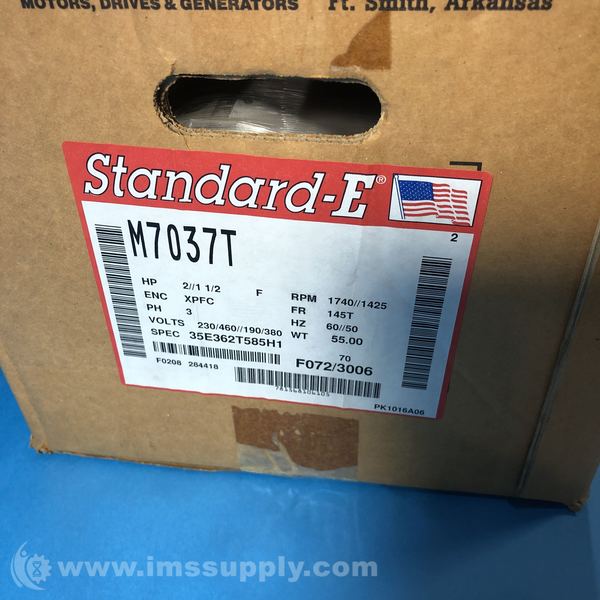 MOTORS, DRIVES & GENERATORS Ft. Smith, Arkansas
Standard-E®
2
M7037T
HP 2//1 1/2 F RPM 1740//1425
ENC XPFC FR 145T
PH 3 HZ 60//50
VOLTS 230/460//190/380 WT 55.00
SPEC 35E362T585H1
70
F0208 284418 F072/3006
781568104105
PK1016A06
www.imssupply.com